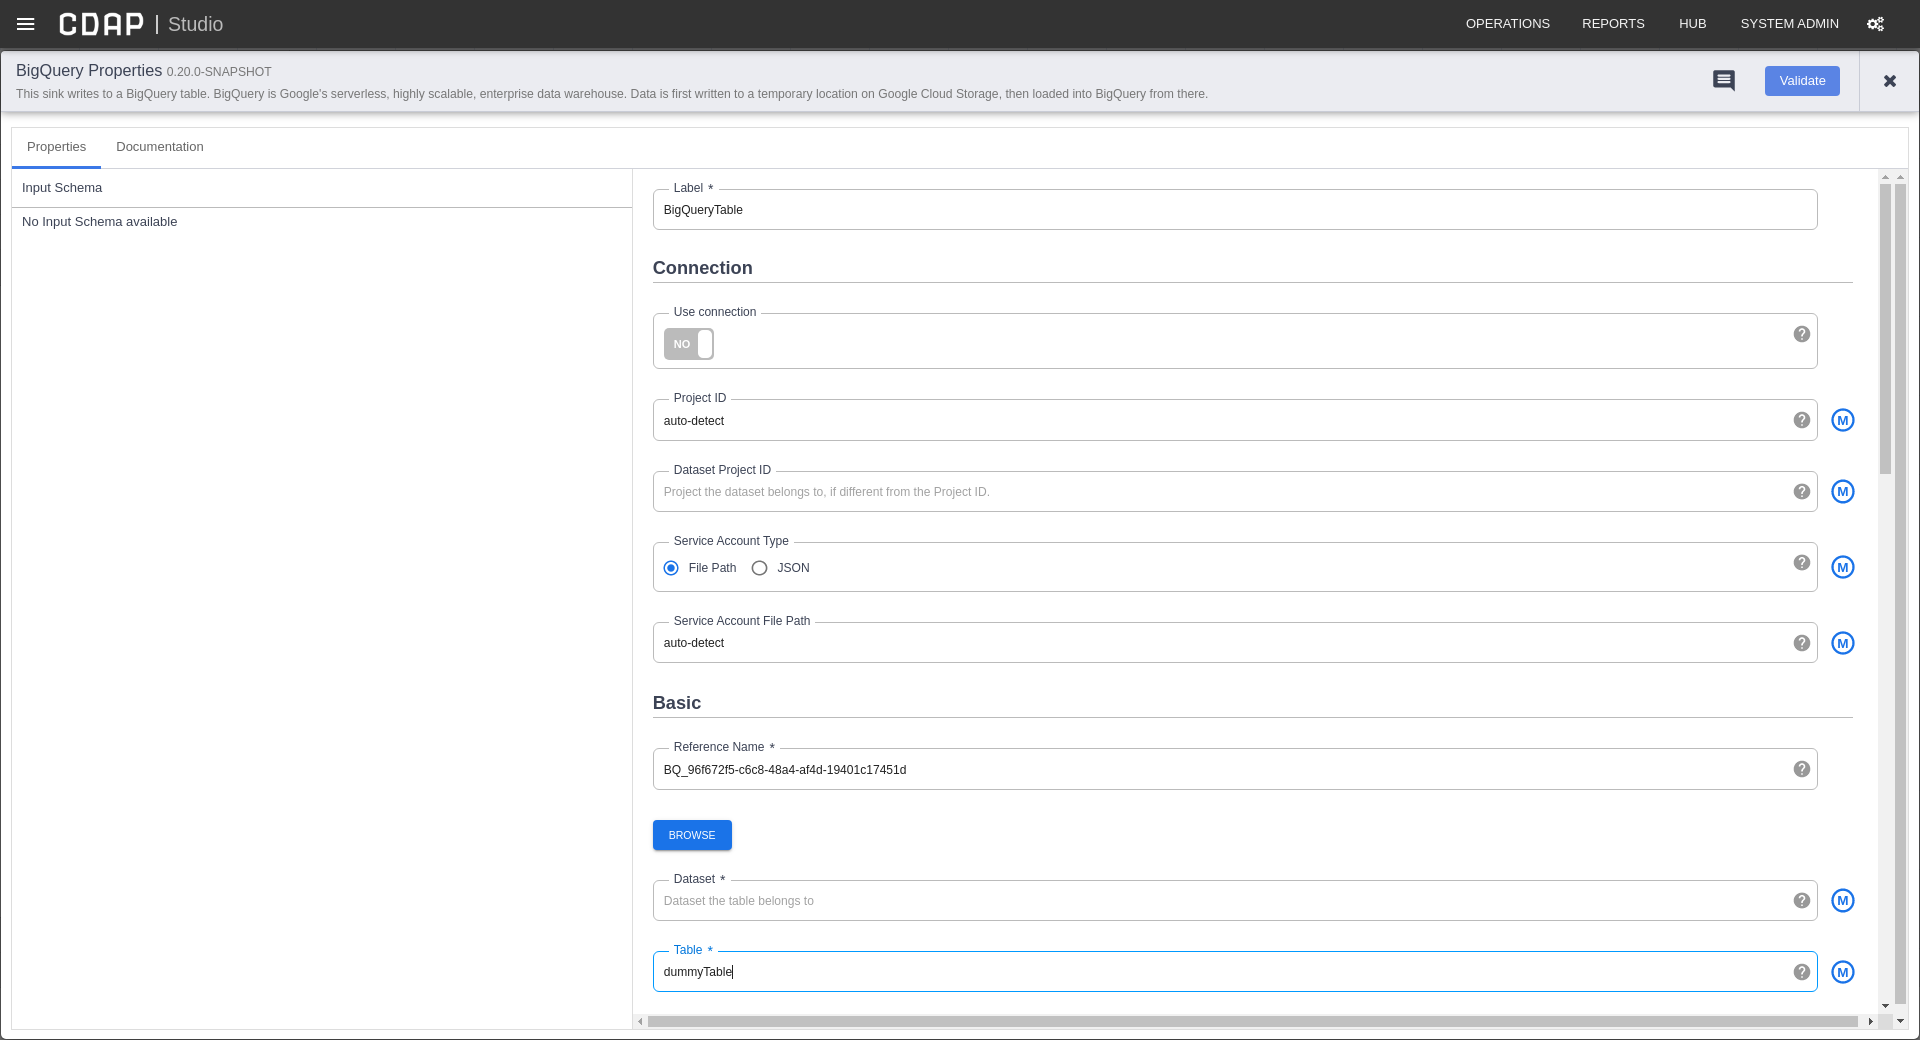 CDAP | Studio OPERATIONS REPORTS HUB SYSTEM ADMIN
BigQuery Properties 0.20.0-SNAPSHOT
This sink writes to a BigQuery table. BigQuery is Google's serverless, highly scalable, enterprise data warehouse. Data is first written to a temporary location on Google Cloud Storage, then loaded into BigQuery from there.
Validate
Properties Documentation
Input Schema
No Input Schema available
Label *
BigQueryTable
Connection
Use connection
NO
Project ID
auto-detect
M
Dataset Project ID
Project the dataset belongs to, if different from the Project ID.
M
Service Account Type
File Path JSON
M
Service Account File Path
auto-detect
M
Basic
Reference Name *
BQ_96f672f5-c6c8-48a4-af4d-19401c17451d
BROWSE
Dataset *
Dataset the table belongs to
M
Table *
dummyTable
M